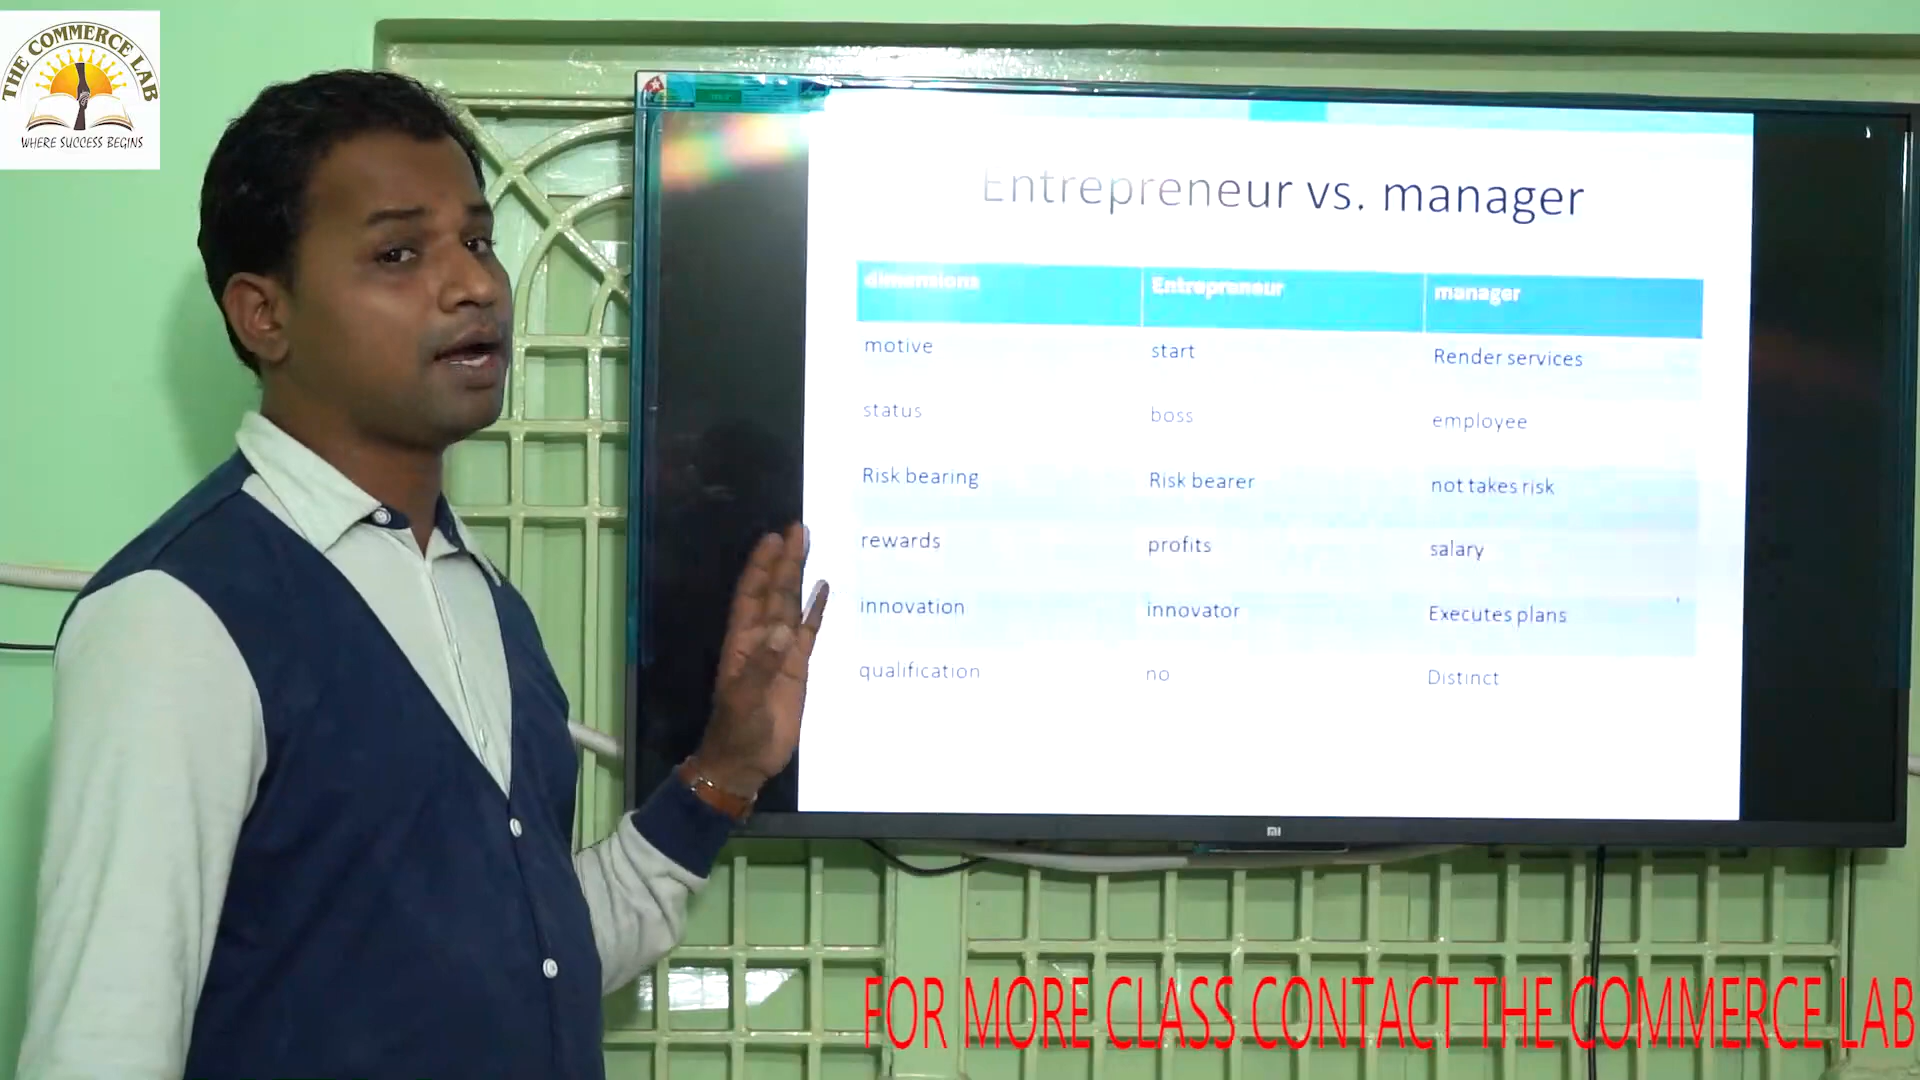 THE COMMERCE LAB
WHERE SUCCESS BEGINS
Entrepreneur vs. manager
dimensions Entrepreneur manager
motive start Render services
status boss employee
Risk bearing Risk bearer not takes risk
rewards profits salary
innovation innovator Executes plans
qualification no Distinct
mi
FOR MORE CLASS CONTACT THE COMMERCE LAB